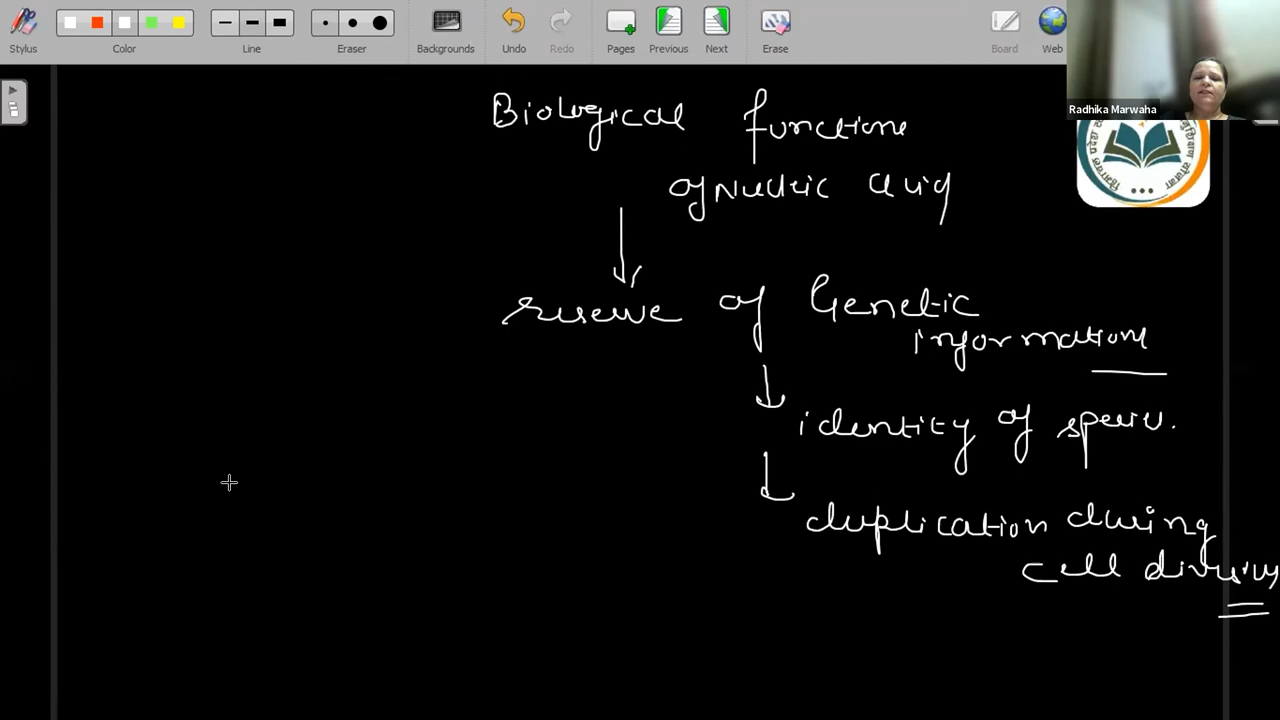 Stylus
Color
Line
Eraser
Backgrounds
Undo
Redo
Pages
Previous
Next
Erase
Board
Web
Radhika Marwaha
Biological functions
of Nucleic acid
reserve of Genetic
information
identity of
duplication during
cell division